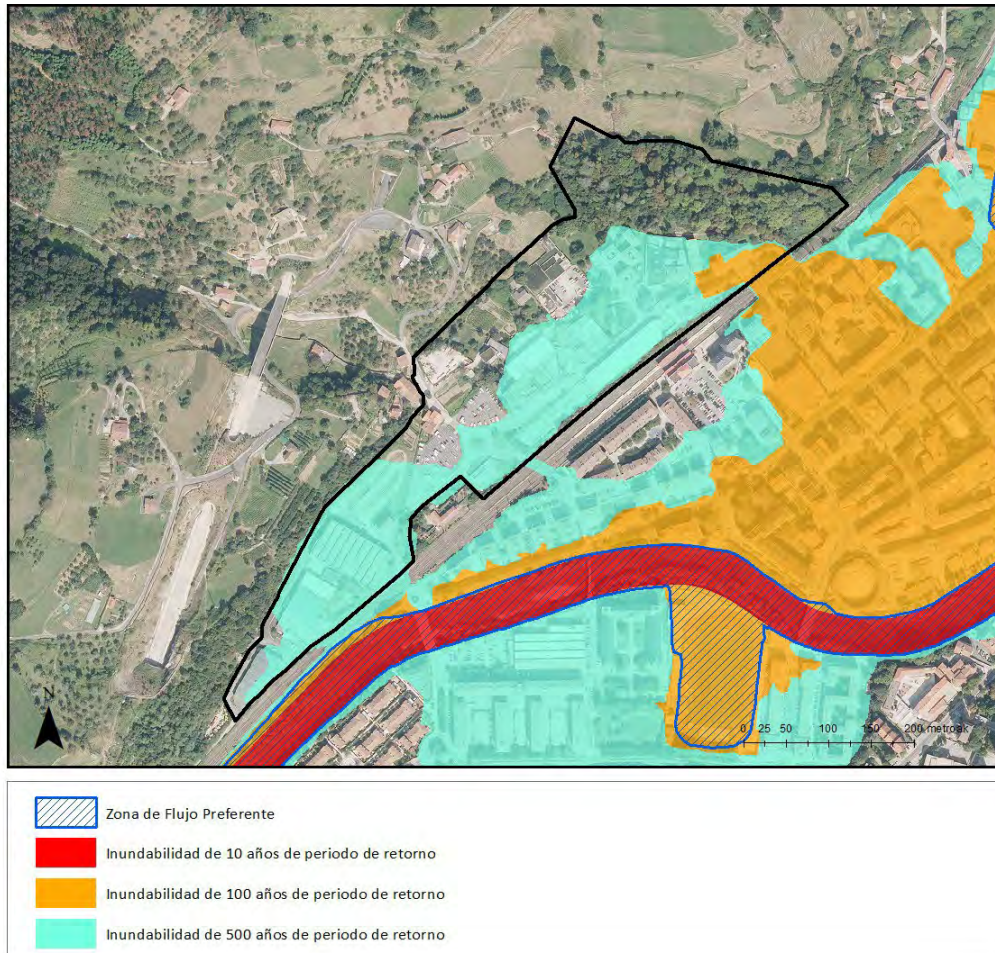 N
0 25 50 100 150 200 metroak
Zona de Flujo Preferente
Inundabilidad de 10 años de periodo de retorno
Inundabilidad de 100 años de periodo de retorno
Inundabilidad de 500 años de periodo de retorno